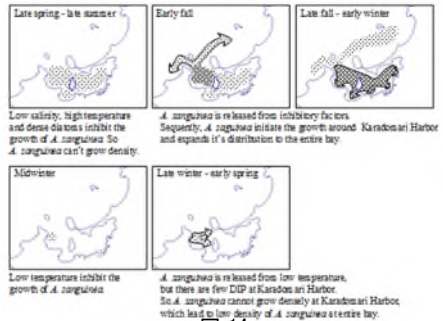 Late spring - late summer
Early fall
Late fall - early winter
Low salinity, high temperature
and dense diatoms inhibit the
growth of A. sanguinea. So
A. sanguinea can't grow density.
A. sanguinea is released from inhibitory factors.
Sequently, A. sanguinea initiate the growth around Karadomari Harbor
and expands it's distribution to the entire bay.
Midwinter
Late winter - early spring
Low temperature inhibit the
growth of A. sanguinea.
A. sanguinea is released from low temperature,
but there are few DIP at Karadomari Harbor.
So A. sanguinea cannot grow densely at Karadomari Harbor,
which lead to low density of A. sanguinea at entire bay.